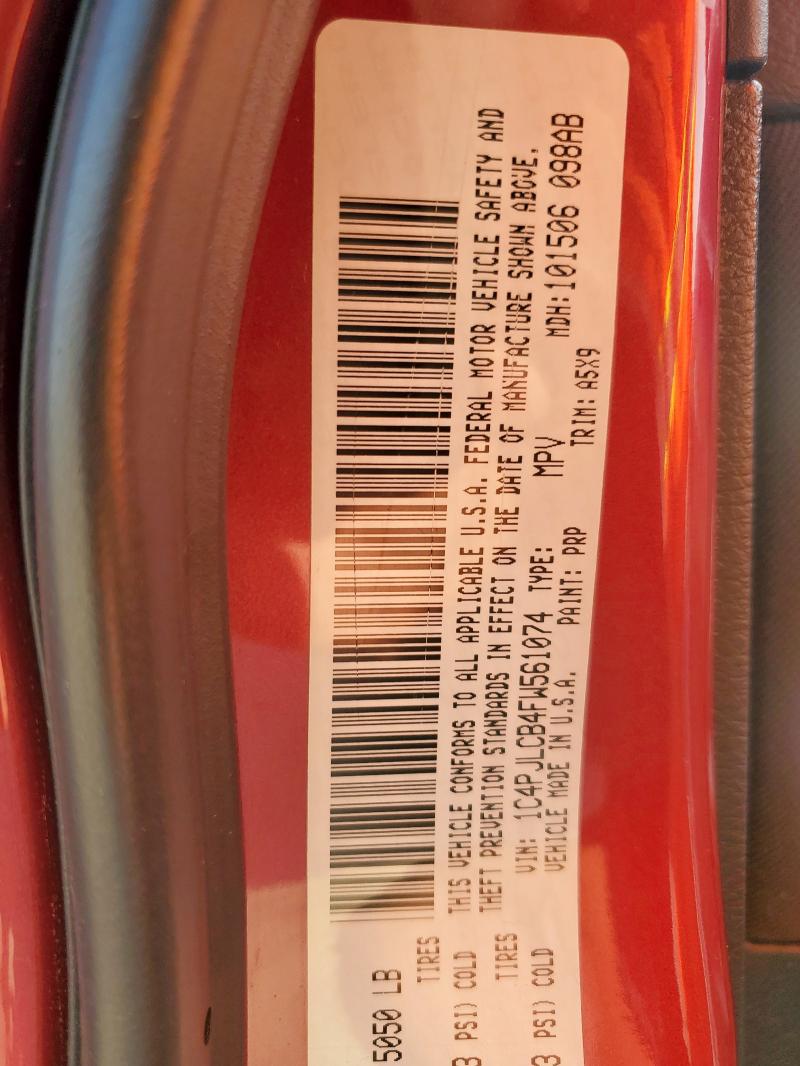 5050 LB
TIRES
3 PSI) COLD
TIRES
3 PSI) COLD
THIS VEHICLE CONFORMS TO ALL APPLICABLE U.S.A. FEDERAL MOTOR VEHICLE SAFETY AND
THEFT PREVENTION STANDARDS IN EFFECT ON THE DATE OF MANUFACTURE SHOWN ABOVE.
VIN: 1C4PJLCB4FW561074 TYPE: MPV MDH:101506 098AB
VEHICLE MADE IN U.S.A. PAINT: PRP TRIM: A5X9